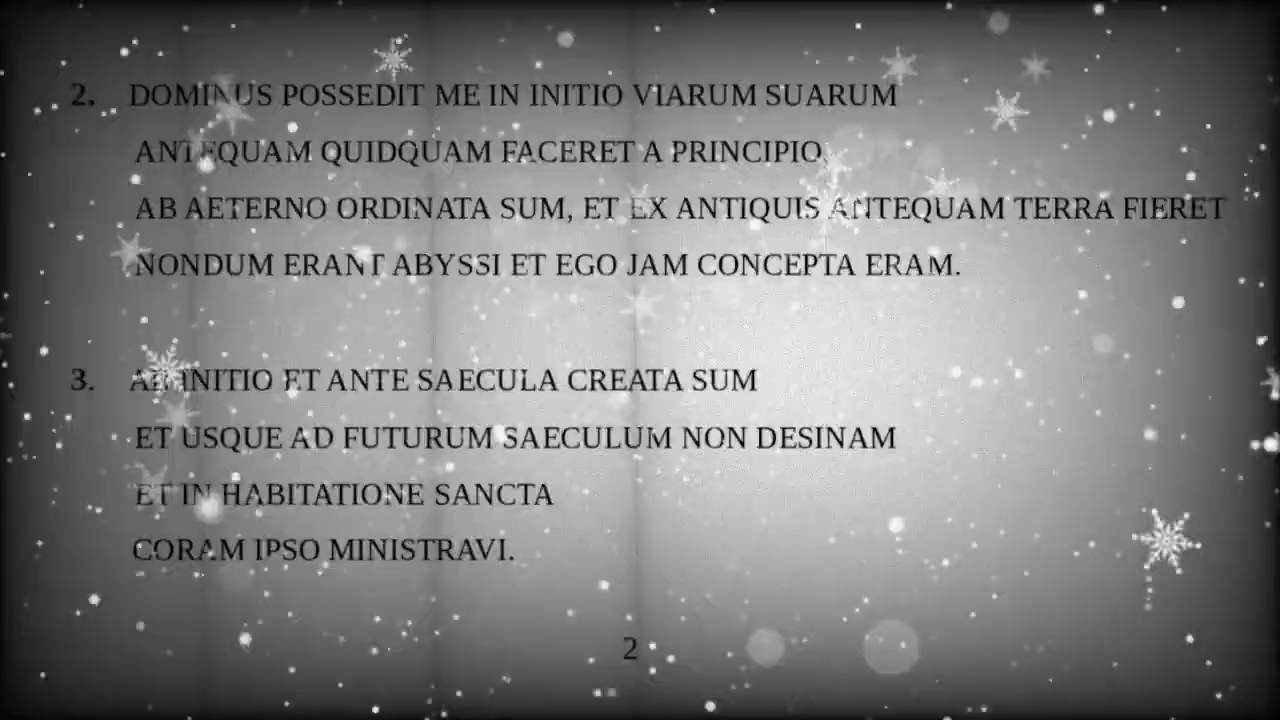 2. DOMINUS POSSEDIT ME IN INITIO VIARUM SUARUM
ANTEQUAM QUIDQUAM FACERET A PRINCIPIO
AB AETERNO ORDINATA SUM, ET EX ANTIQUIS ANTEQUAM TERRA FIERET
NONDUM ERANT ABYSSI ET EGO JAM CONCEPTA ERAM.
3. AB INITIO ET ANTE SAECULA CREATA SUM
ET USQUE AD FUTURUM SAECULUM NON DESINAM
ET IN HABITATIONE SANCTA
CORAM IPSO MINISTRAVI.
2